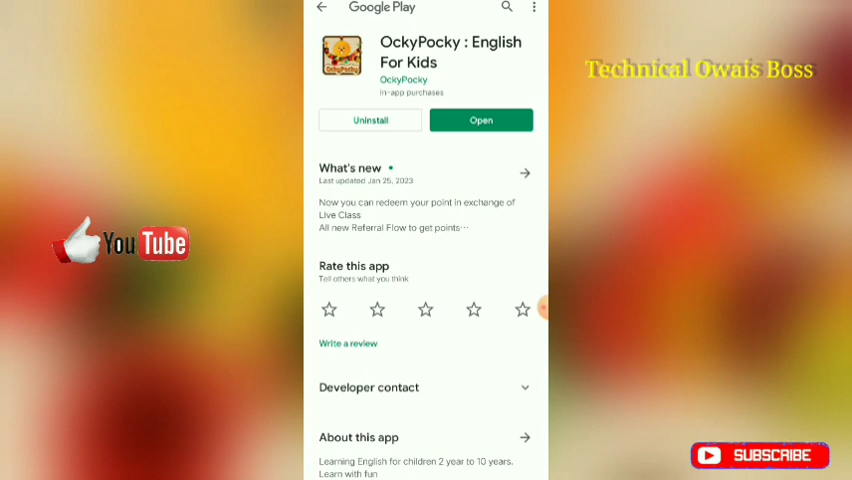 Google Play
OckyPocky : English
For Kids
OckyPocky
In-app purchases
OckyPocky
Uninstall
Open
What's new
Last updated Jan 25, 2023
Now you can redeem your point in exchange of
Live Class
All new Referral Flow to get points…
Rate this app
Tell others what you think
Write a review
Developer contact
About this app
Learning English for children 2 year to 10 years.
Learn with fun
Technical Owais Boss
YouTube
SUBSCRIBE